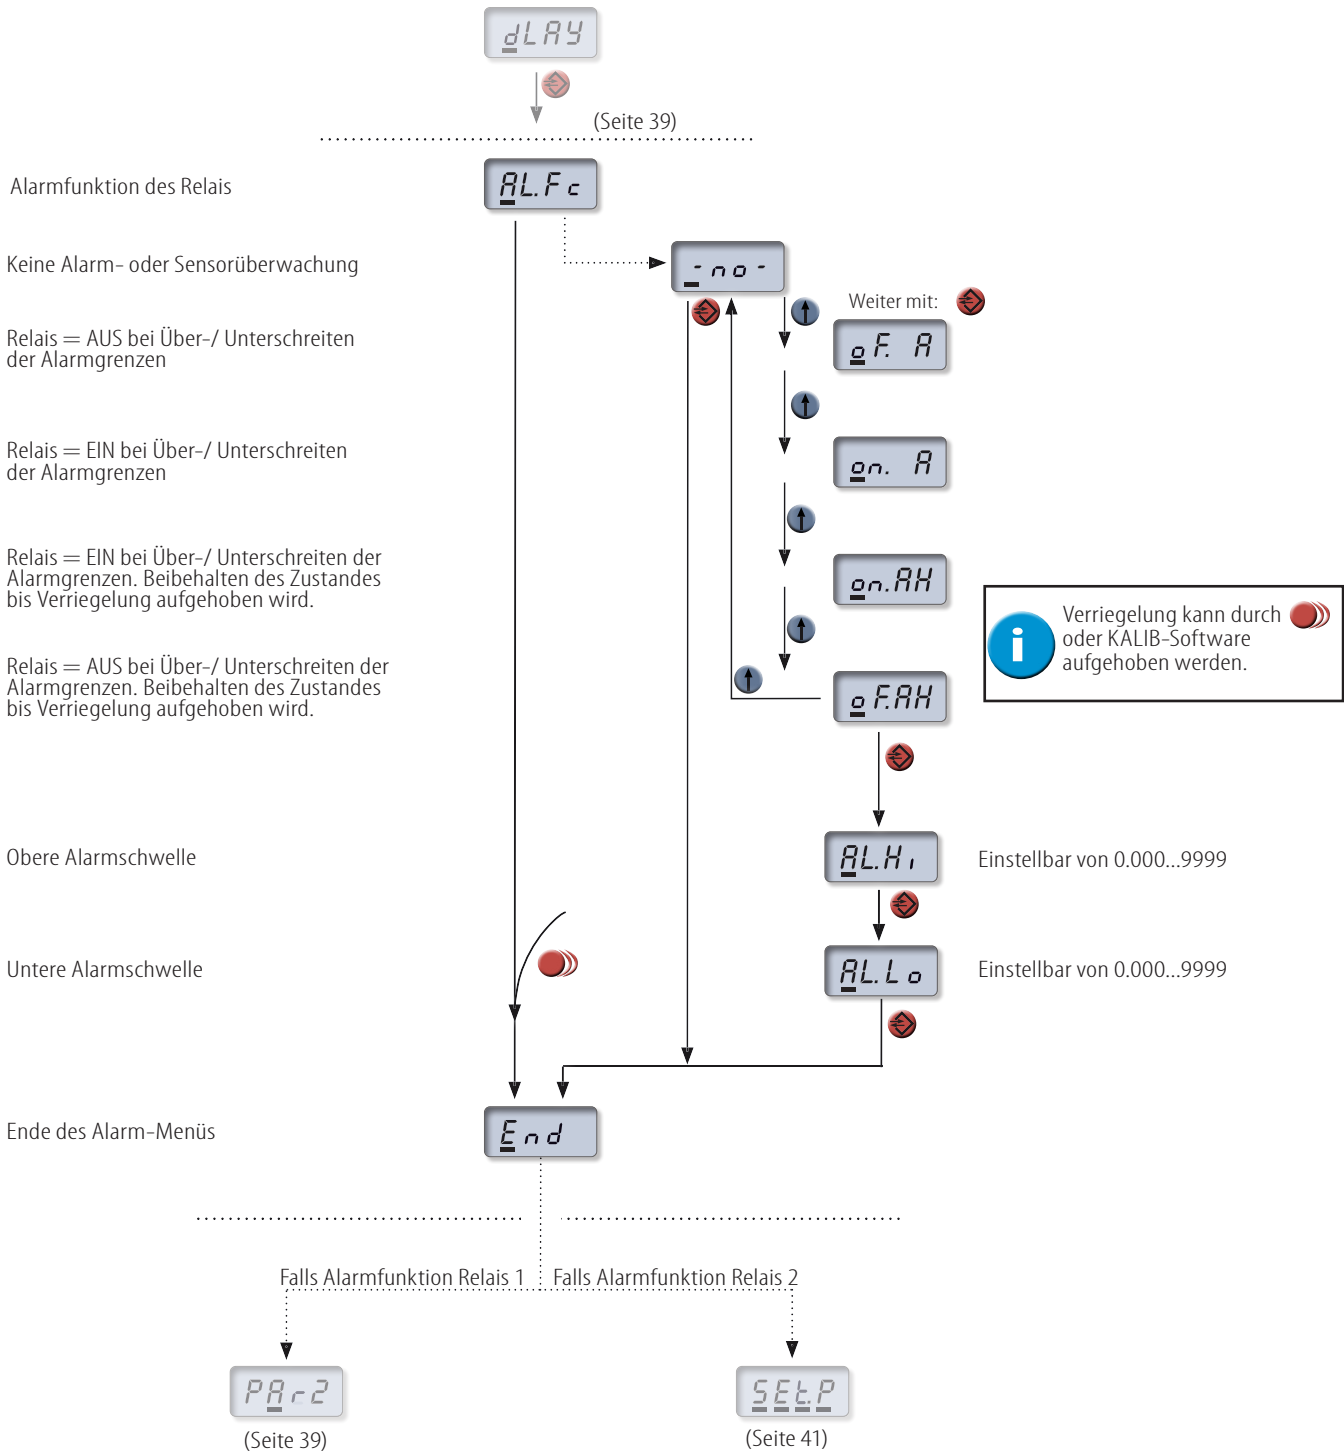 dLAY
(Seite 39)
Alarmfunktion des Relais
AL.Fc
Keine Alarm- oder Sensorüberwachung
-no-
Weiter mit:
Relais = AUS bei Über-/ Unterschreiten
der Alarmgrenzen
oF. A
Relais = EIN bei Über-/ Unterschreiten
der Alarmgrenzen
on. A
Relais = EIN bei Über-/ Unterschreiten der
Alarmgrenzen. Beibehalten des Zustandes
bis Verriegelung aufgehoben wird.
on.AH
i
Verriegelung kann durch
oder KALIB-Software
aufgehoben werden.
Relais = AUS bei Über-/ Unterschreiten der
Alarmgrenzen. Beibehalten des Zustandes
bis Verriegelung aufgehoben wird.
oF.AH
Obere Alarmschwelle
AL.Hi
Einstellbar von 0.000...9999
Untere Alarmschwelle
AL.Lo
Einstellbar von 0.000...9999
Ende des Alarm-Menüs
End
Falls Alarmfunktion Relais 1
Falls Alarmfunktion Relais 2
PAr2
SEt.P
(Seite 39)
(Seite 41)